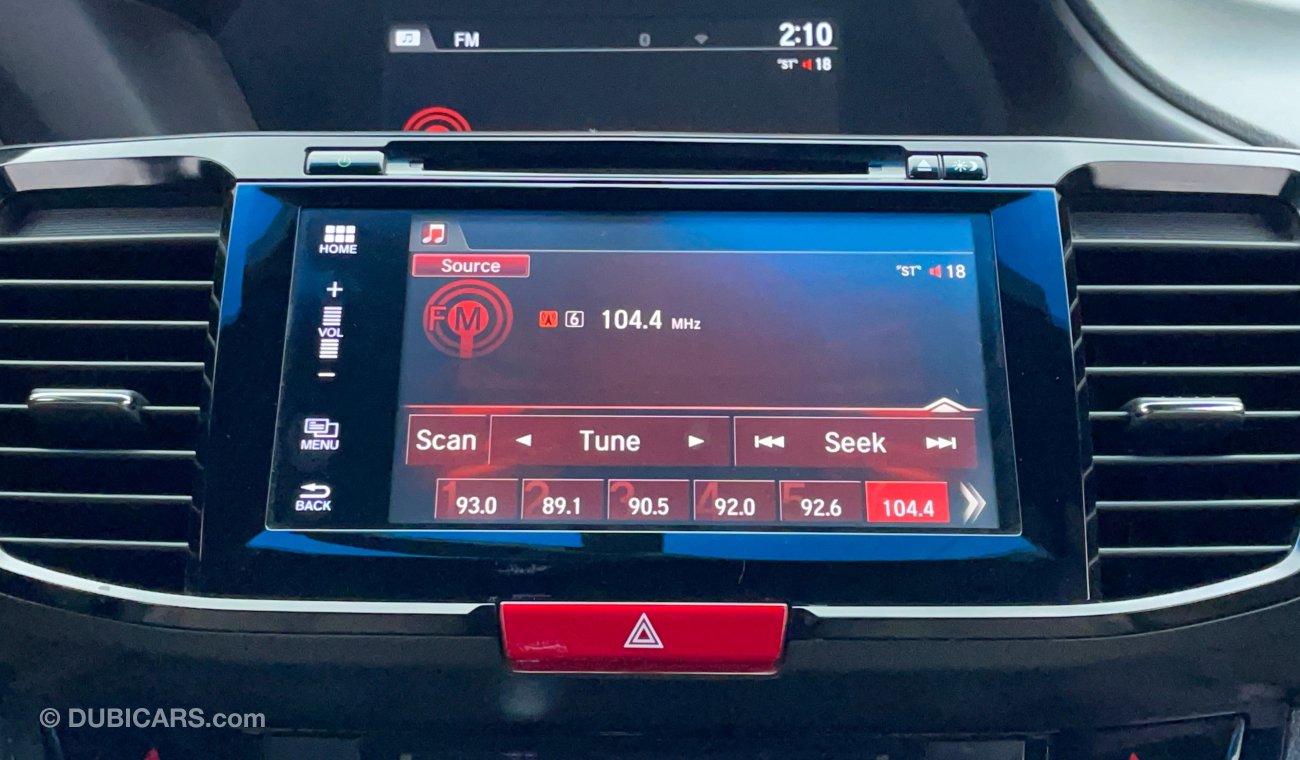 FM 2:10
"ST" 18
HOME
Source
"ST" 18
+
FM
6 104.4 MHz
VOL
-
Scan Tune Seek
MENU
1 93.0 2 89.1 3 90.5 4 92.0 5 92.6 104.4
BACK
© DUBICARS.com